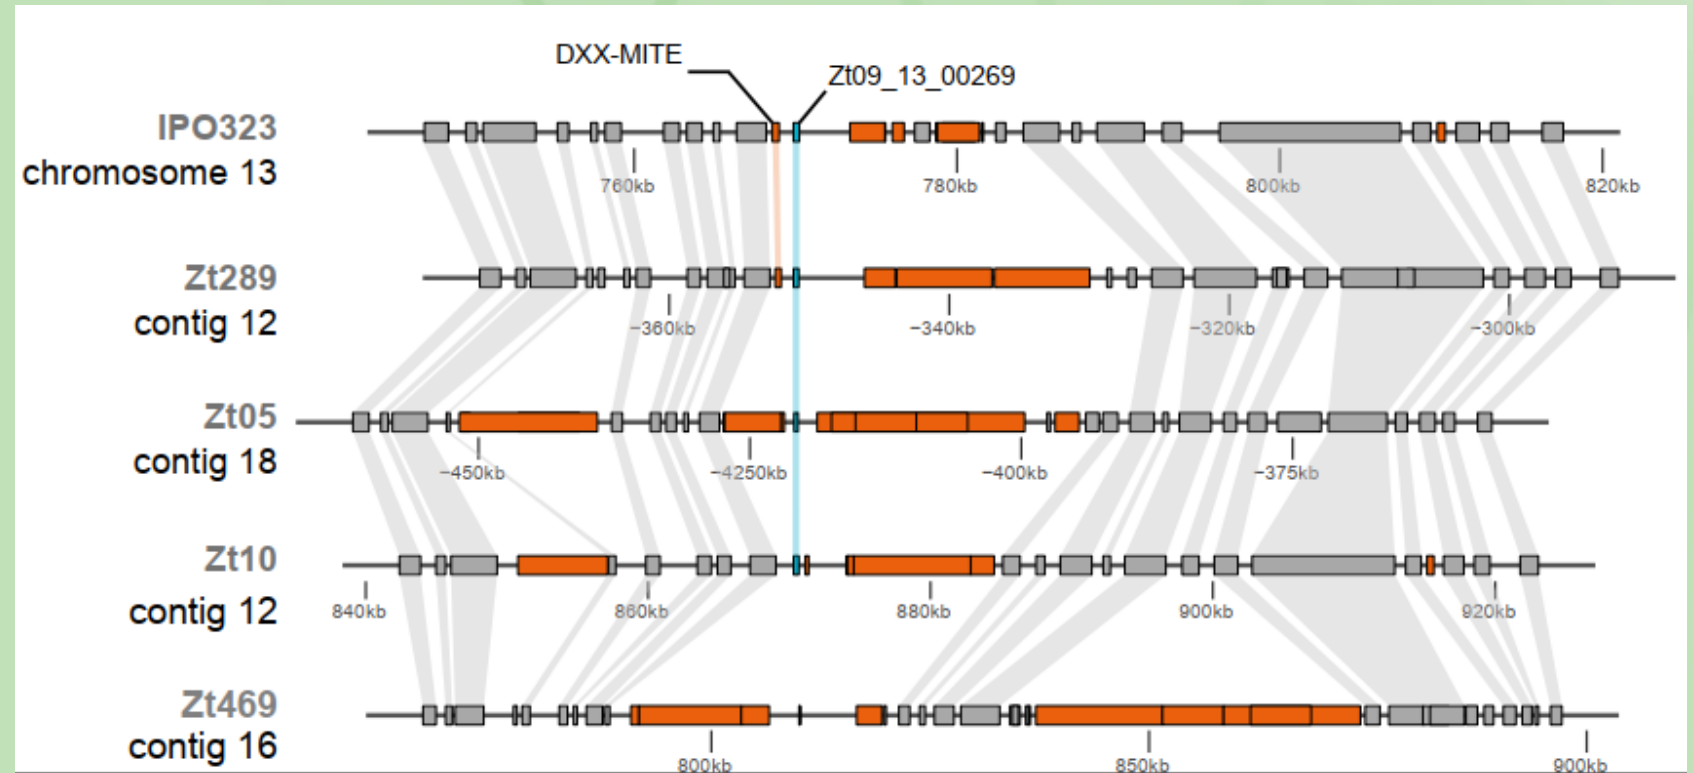 DXX-MITE
Zt09_13_00269
IPO323
chromosome 13
760kb
780kb
800kb
820kb
Zt289
contig 12
−360kb
−340kb
−320kb
−300kb
Zt05
contig 18
−450kb
−4250kb
−400kb
−375kb
Zt10
contig 12
840kb
860kb
880kb
900kb
920kb
Zt469
contig 16
800kb
850kb
900kb